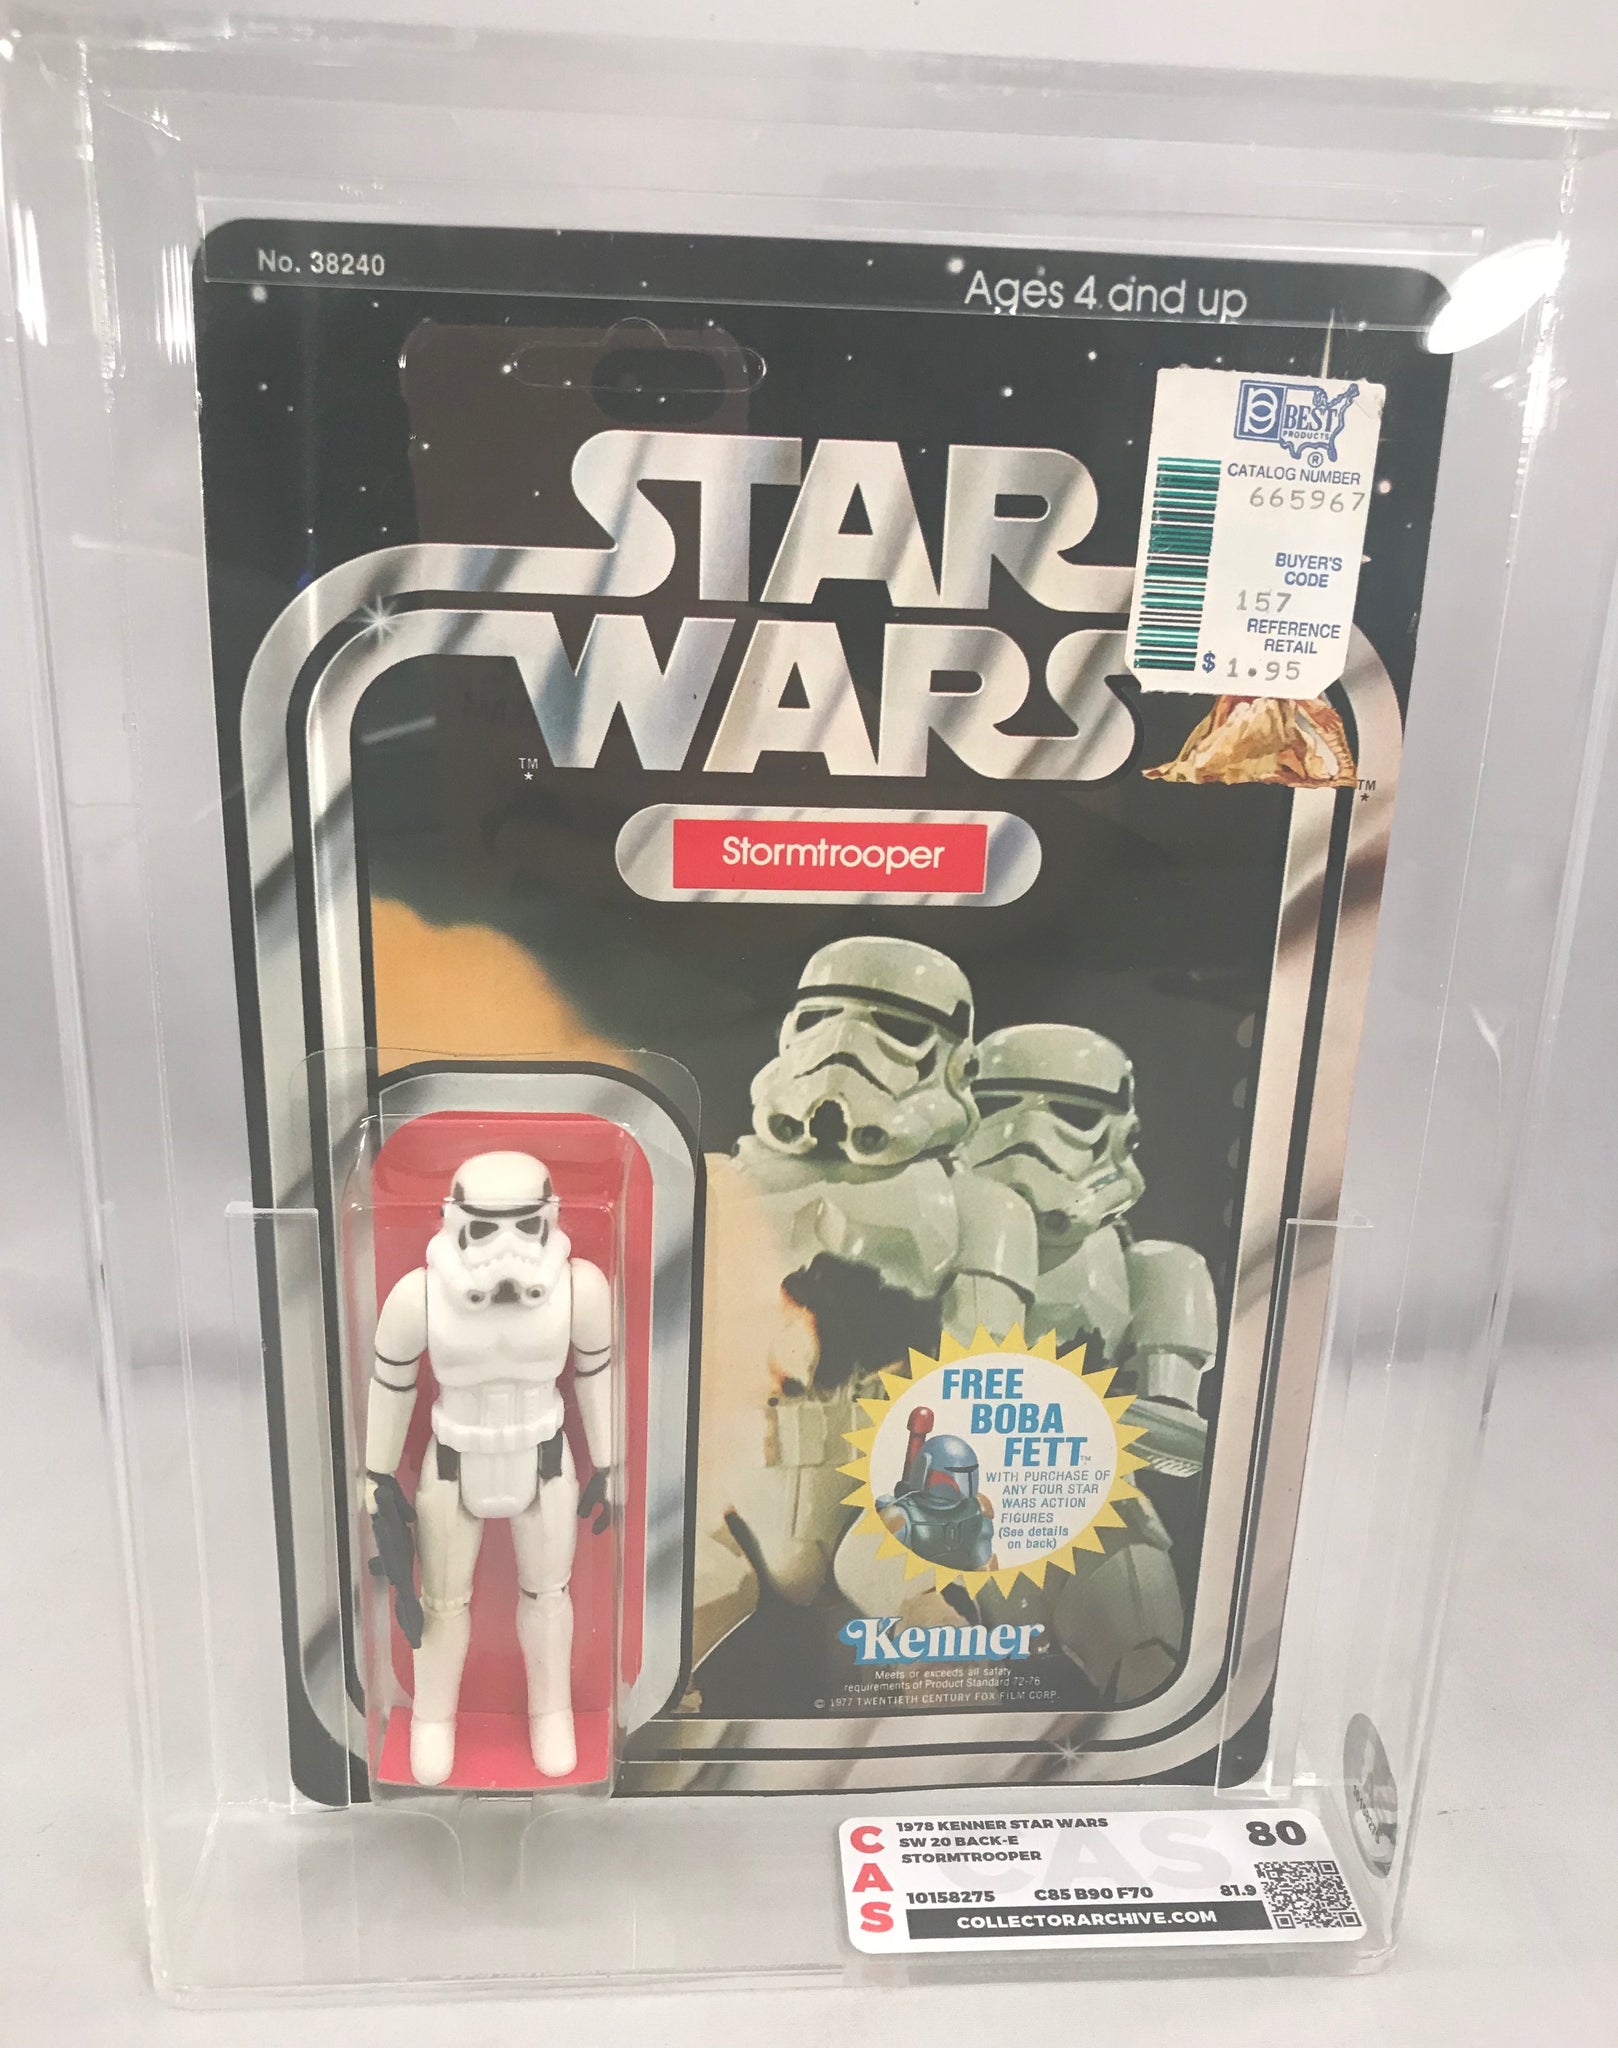 No. 38240
Ages 4 and up
BEST
PRODUCTS
®
CATALOG NUMBER
665967
BUYER'S
CODE
157
REFERENCE
RETAIL
$ 1.95
STAR
WARS
TM
*
TM
*
Stormtrooper
FREE
BOBA
FETT™
WITH PURCHASE OF
ANY FOUR STAR
WARS ACTION
FIGURES
(See details
on back)
Kenner
Meets or exceeds all safety
requirements of Product Standard 72-76
© 1977 TWENTIETH CENTURY FOX FILM CORP.
CAS
1978 KENNER STAR WARS
SW 20 BACK-E
STORMTROOPER
80
10158275 C85 B90 F70 81.9
COLLECTORARCHIVE.COM